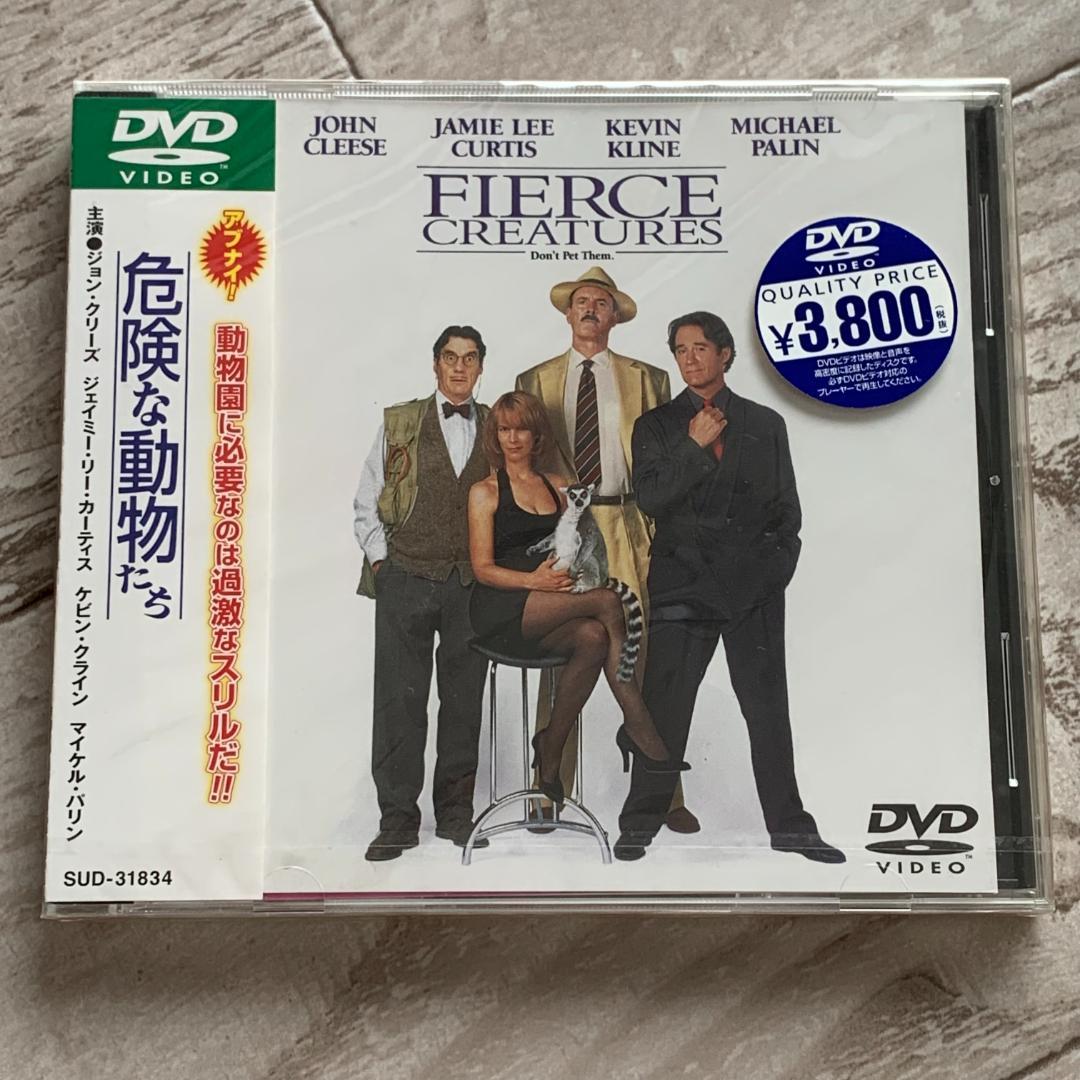 DVD
VIDEO
アブナイ!
動物園に必要なのは過激なスリルだ!!
危険な動物たち
主演●ジョン・クリーズ ジェイミー・リー・カーティス ケビン・クライン マイケル・パリン
SUD-31834
JOHN CLEESE
JAMIE LEE CURTIS
KEVIN KLINE
MICHAEL PALIN
FIERCE
CREATURES
Don't Pet Them.
DVD
VIDEO
QUALITY PRICE
¥3,800(税抜)
DVDビデオは映像と音声を
高密度に記録したディスクです。
必ずDVDビデオ対応の
プレーヤーで再生してください。
DVD
VIDEO
TM